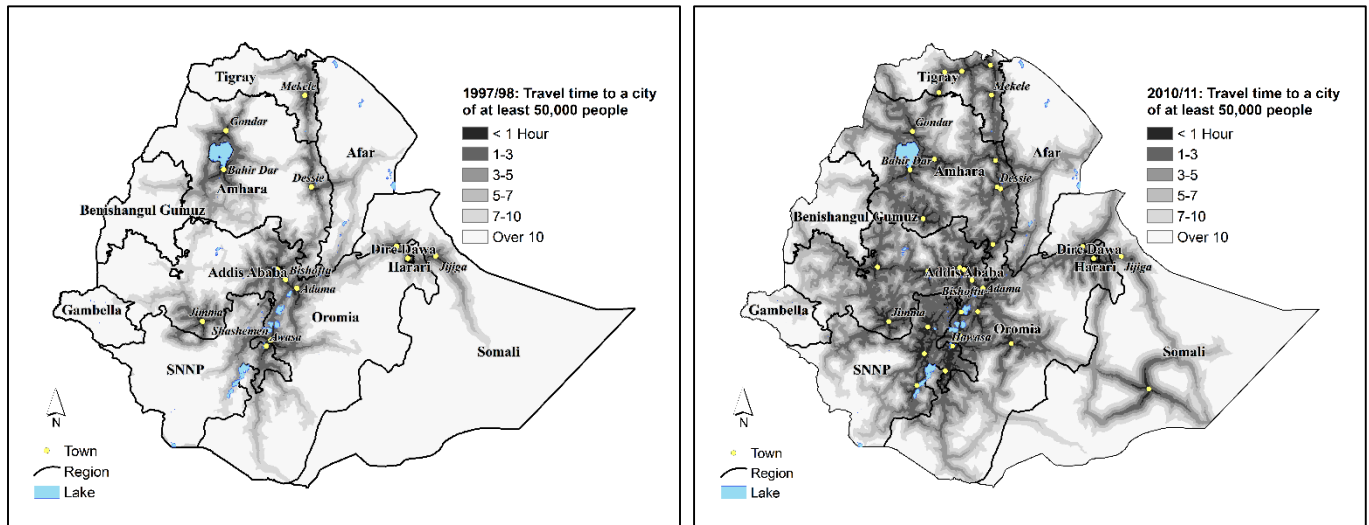 Tigray
Mekele
1997/98: Travel time to a city
of at least 50,000 people
< 1 Hour
1-3
3-5
5-7
7-10
Over 10
Gondar
Afar
Bahir Dar
Dessie
Amhara
Benishangul Gumuz
Dire Dawa
Harari
Jijiga
Addis Ababa
Bishoftu
Adama
Gambella
Jimma
Shashemen
Oromia
Awasa
Somali
SNNP
N
Town
Region
Lake
Tigray
Mekele
2010/11: Travel time to a city
of at least 50,000 people
< 1 Hour
1-3
3-5
5-7
7-10
Over 10
Gondar
Afar
Bahir Dar
Amhara
Dessie
Benishangul Gumuz
Dire Dawa
Harari
Jijiga
Addis Ababa
Bishoftu
Adama
Gambella
Jimma
Oromia
Hawasa
Somali
SNNP
N
Town
Region
Lake